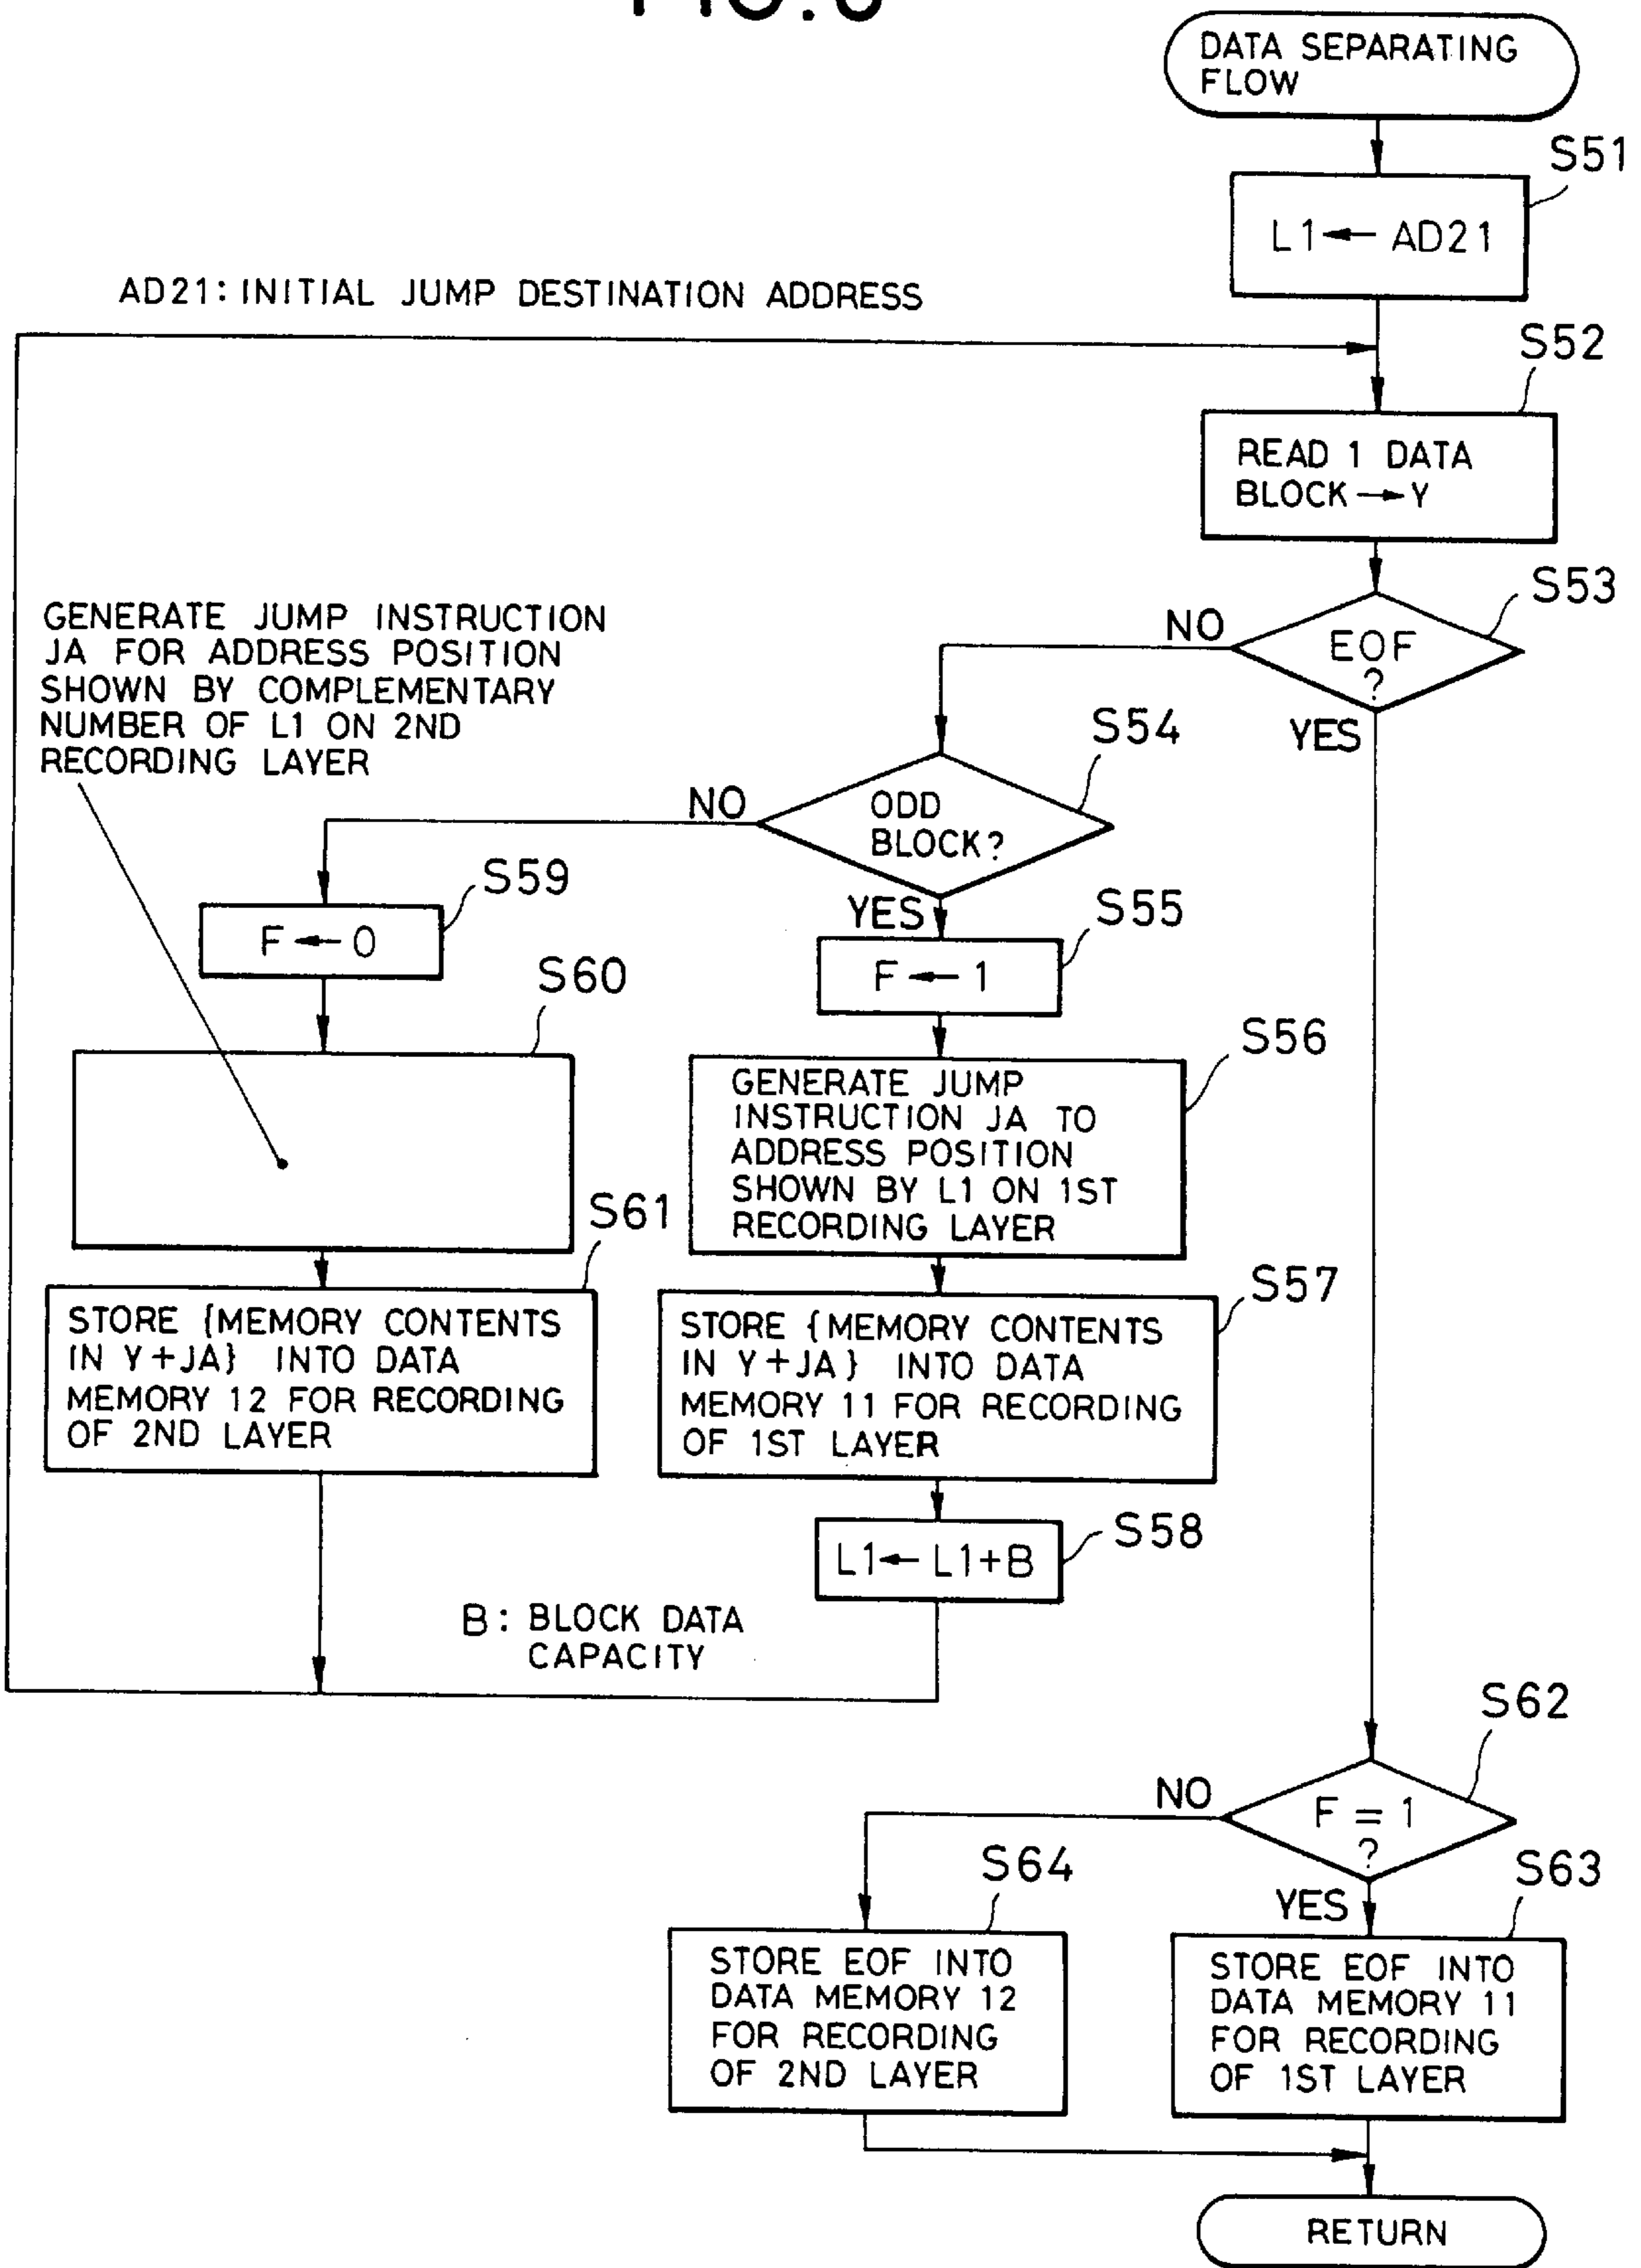 DATA SEPARATING
FLOW
S51
L1 ← AD21
AD21: INITIAL JUMP DESTINATION ADDRESS
S52
READ 1 DATA
BLOCK → Y
S53
EOF
?
NO
YES
GENERATE JUMP INSTRUCTION
JA FOR ADDRESS POSITION
SHOWN BY COMPLEMENTARY
NUMBER OF L1 ON 2ND
RECORDING LAYER
S54
ODD
BLOCK?
NO
YES
S59
F ← 0
S55
F ← 1
S60
S56
GENERATE JUMP
INSTRUCTION JA TO
ADDRESS POSITION
SHOWN BY L1 ON 1ST
RECORDING LAYER
S61
STORE {MEMORY CONTENTS
IN Y+JA} INTO DATA
MEMORY 12 FOR RECORDING
OF 2ND LAYER
S57
STORE {MEMORY CONTENTS
IN Y+JA} INTO DATA
MEMORY 11 FOR RECORDING
OF 1ST LAYER
S58
L1 ← L1+B
B: BLOCK DATA
CAPACITY
S62
F = 1
?
NO
YES
S64
STORE EOF INTO
DATA MEMORY 12
FOR RECORDING
OF 2ND LAYER
S63
STORE EOF INTO
DATA MEMORY 11
FOR RECORDING
OF 1ST LAYER
RETURN